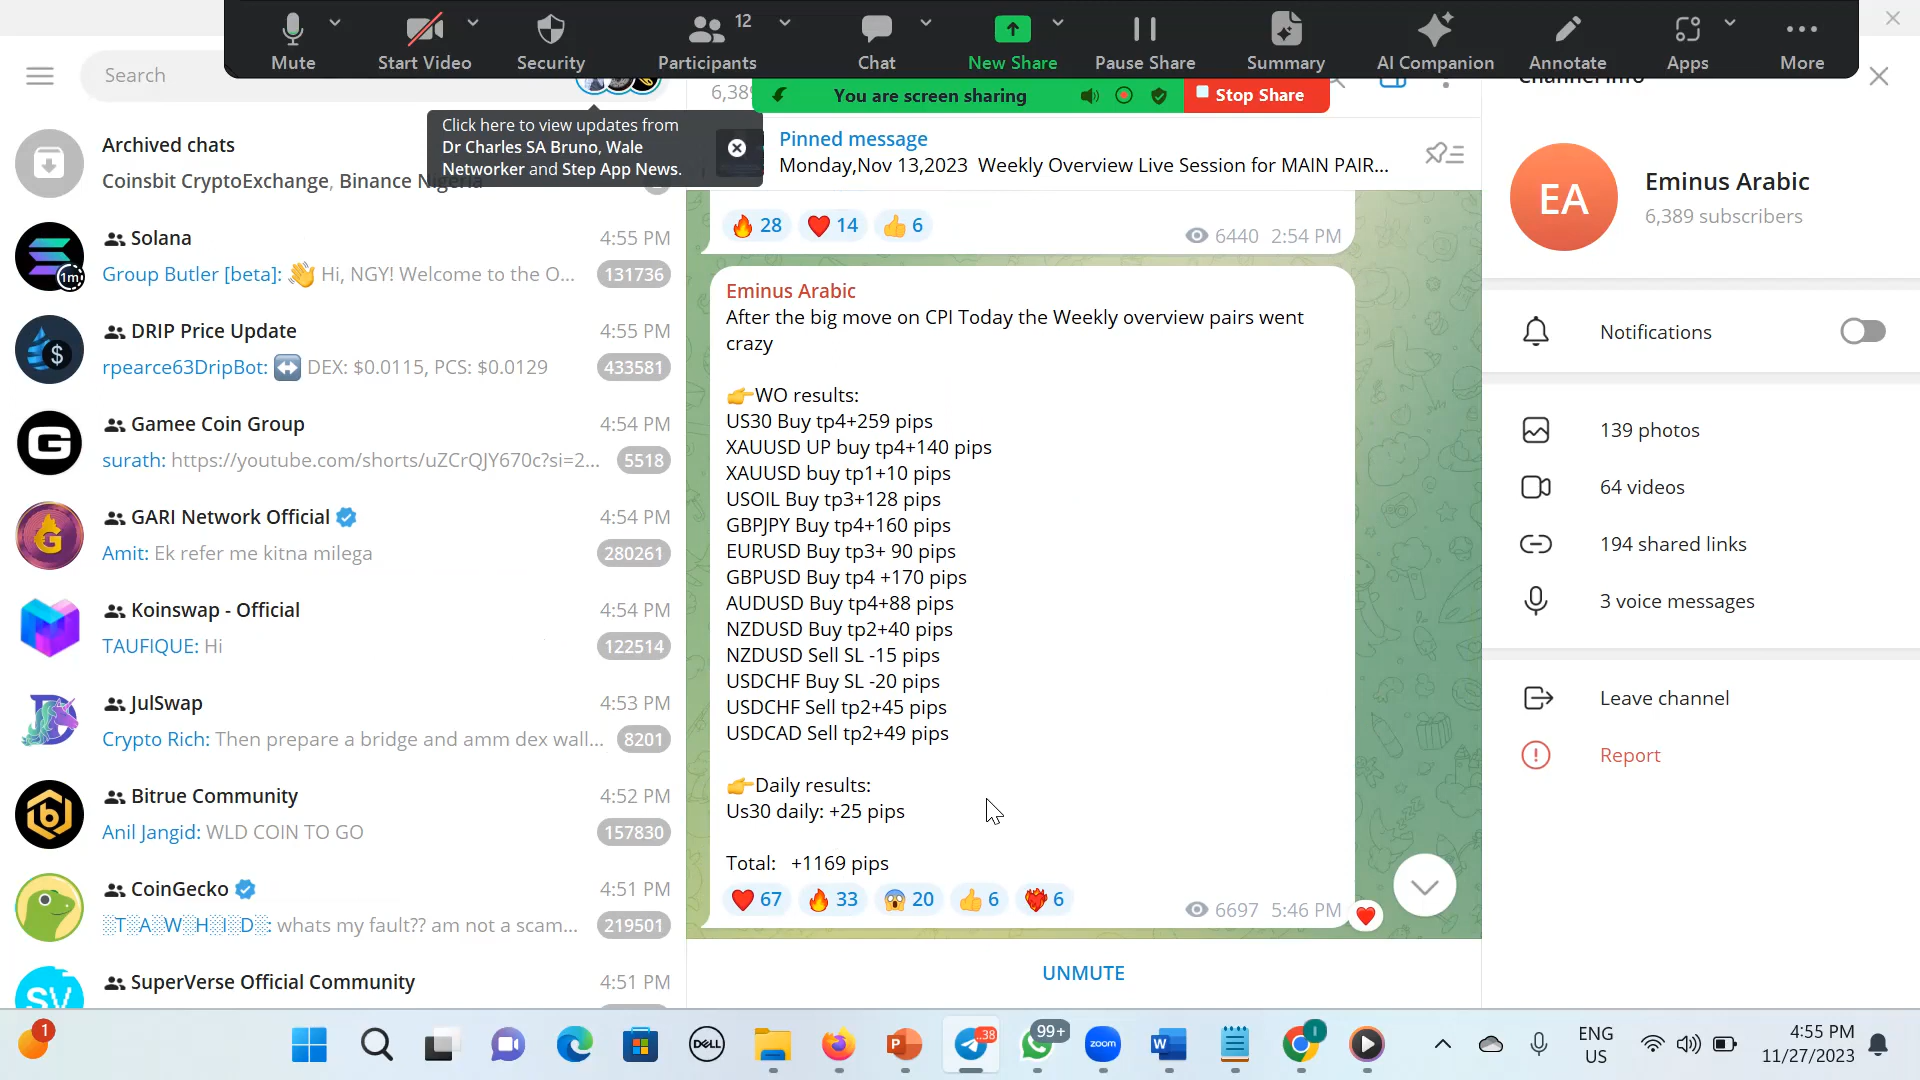 Mute
Start Video
Security
Participants
12
Chat
New Share
Pause Share
Summary
AI Companion
Annotate
Apps
More
You are screen sharing
Stop Share
Search
Click here to view updates from
Dr Charles SA Bruno, Wale
Networker and Step App News.
Archived chats
Coinsbit CryptoExchange, Binance Nigeria
Solana
4:55 PM
Group Butler [beta]: 👋 Hi, NGY! Welcome to the O...
131736
1m
DRIP Price Update
4:55 PM
rpearce63DripBot: ↔️ DEX: $0.0115, PCS: $0.0129
433581
Gamee Coin Group
4:54 PM
surath: https://youtube.com/shorts/uZCrQJY670c?si=2...
5518
GARI Network Official
4:54 PM
Amit: Ek refer me kitna milega
280261
Koinswap - Official
4:54 PM
TAUFIQUE: Hi
122514
JulSwap
4:53 PM
Crypto Rich: Then prepare a bridge and amm dex wall...
8201
Bitrue Community
4:52 PM
Anil Jangid: WLD COIN TO GO
157830
CoinGecko
4:51 PM
░T░A░W░H░I░D░: whats my fault?? am not a scam...
219501
SuperVerse Official Community
4:51 PM
SV
6,389
Pinned message
Monday,Nov 13,2023 Weekly Overview Live Session for MAIN PAIR...
🔥 28 ❤️ 14 👍 6
6440 2:54 PM
Eminus Arabic
After the big move on CPI Today the Weekly overview pairs went
crazy
👉WO results:
US30 Buy tp4+259 pips
XAUUSD UP buy tp4+140 pips
XAUUSD buy tp1+10 pips
USOIL Buy tp3+128 pips
GBPJPY Buy tp4+160 pips
EURUSD Buy tp3+ 90 pips
GBPUSD Buy tp4 +170 pips
AUDUSD Buy tp4+88 pips
NZDUSD Buy tp2+40 pips
NZDUSD Sell SL -15 pips
USDCHF Buy SL -20 pips
USDCHF Sell tp2+45 pips
USDCAD Sell tp2+49 pips
👉Daily results:
Us30 daily: +25 pips
Total: +1169 pips
❤️ 67 🔥 33 😱 20 👍 6 ❤️‍🔥 6
6697 5:46 PM
UNMUTE
Channel Info
EA
Eminus Arabic
6,389 subscribers
Notifications
139 photos
64 videos
194 shared links
3 voice messages
Leave channel
Report
1
DELL
P
..38
99+
zoom
W
1
ENG
US
4:55 PM
11/27/2023